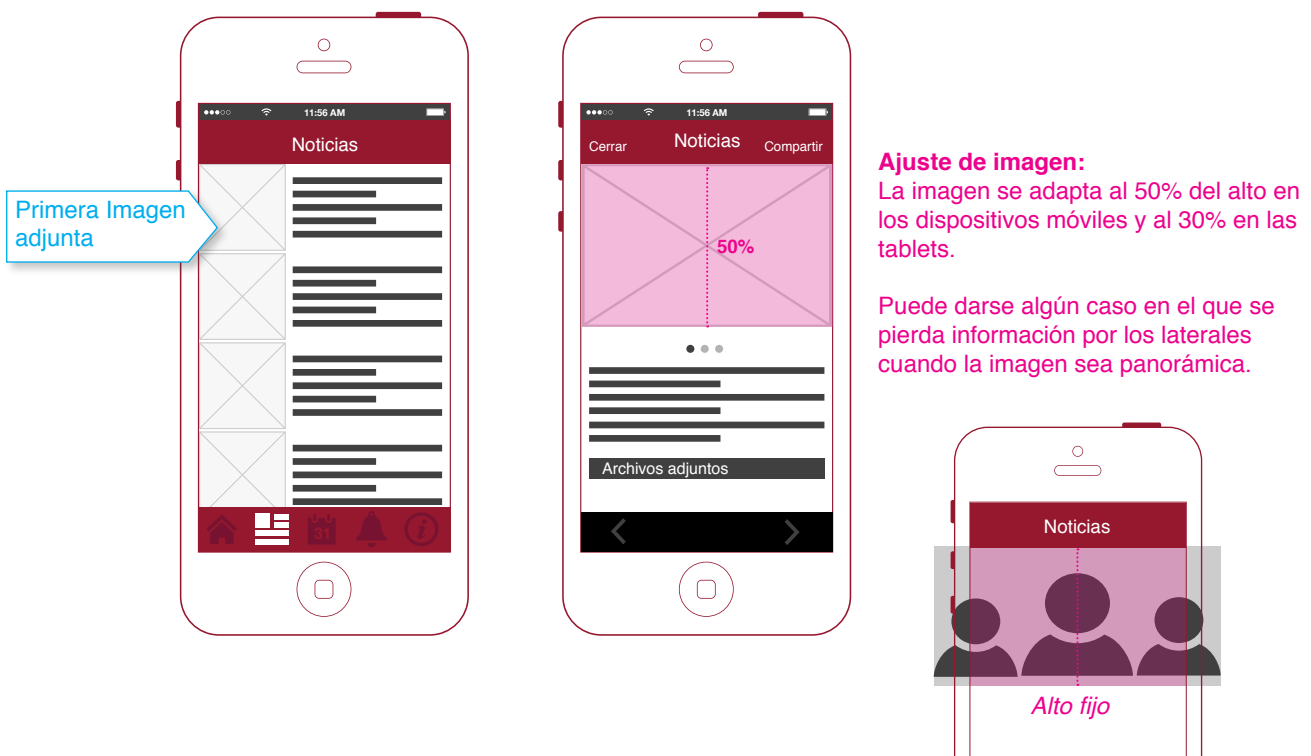 11:56 AM
Noticias
Primera Imagen
adjunta
31
i
11:56 AM
Cerrar
Noticias
Compartir
50%
Archivos adjuntos
Ajuste de imagen:
La imagen se adapta al 50% del alto en
los dispositivos móviles y al 30% en las
tablets.
Puede darse algún caso en el que se
pierda información por los laterales
cuando la imagen sea panorámica.
Noticias
Alto fijo